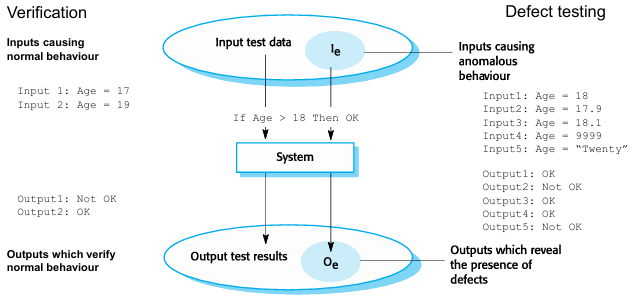 Verification
Defect testing
Inputs causing
normal behaviour
Input test data
Ie
Inputs causing
anomalous
behaviour
Input 1: Age = 17
Input 2: Age = 19
Input1: Age = 18
Input2: Age = 17.9
Input3: Age = 18.1
Input4: Age = 9999
Input5: Age = “Twenty”
If Age > 18 Then OK
System
Output1: OK
Output2: Not OK
Output3: OK
Output4: OK
Output5: Not OK
Output1: Not OK
Output2: OK
Outputs which verify
normal behaviour
Output test results
Oe
Outputs which reveal
the presence of
defects